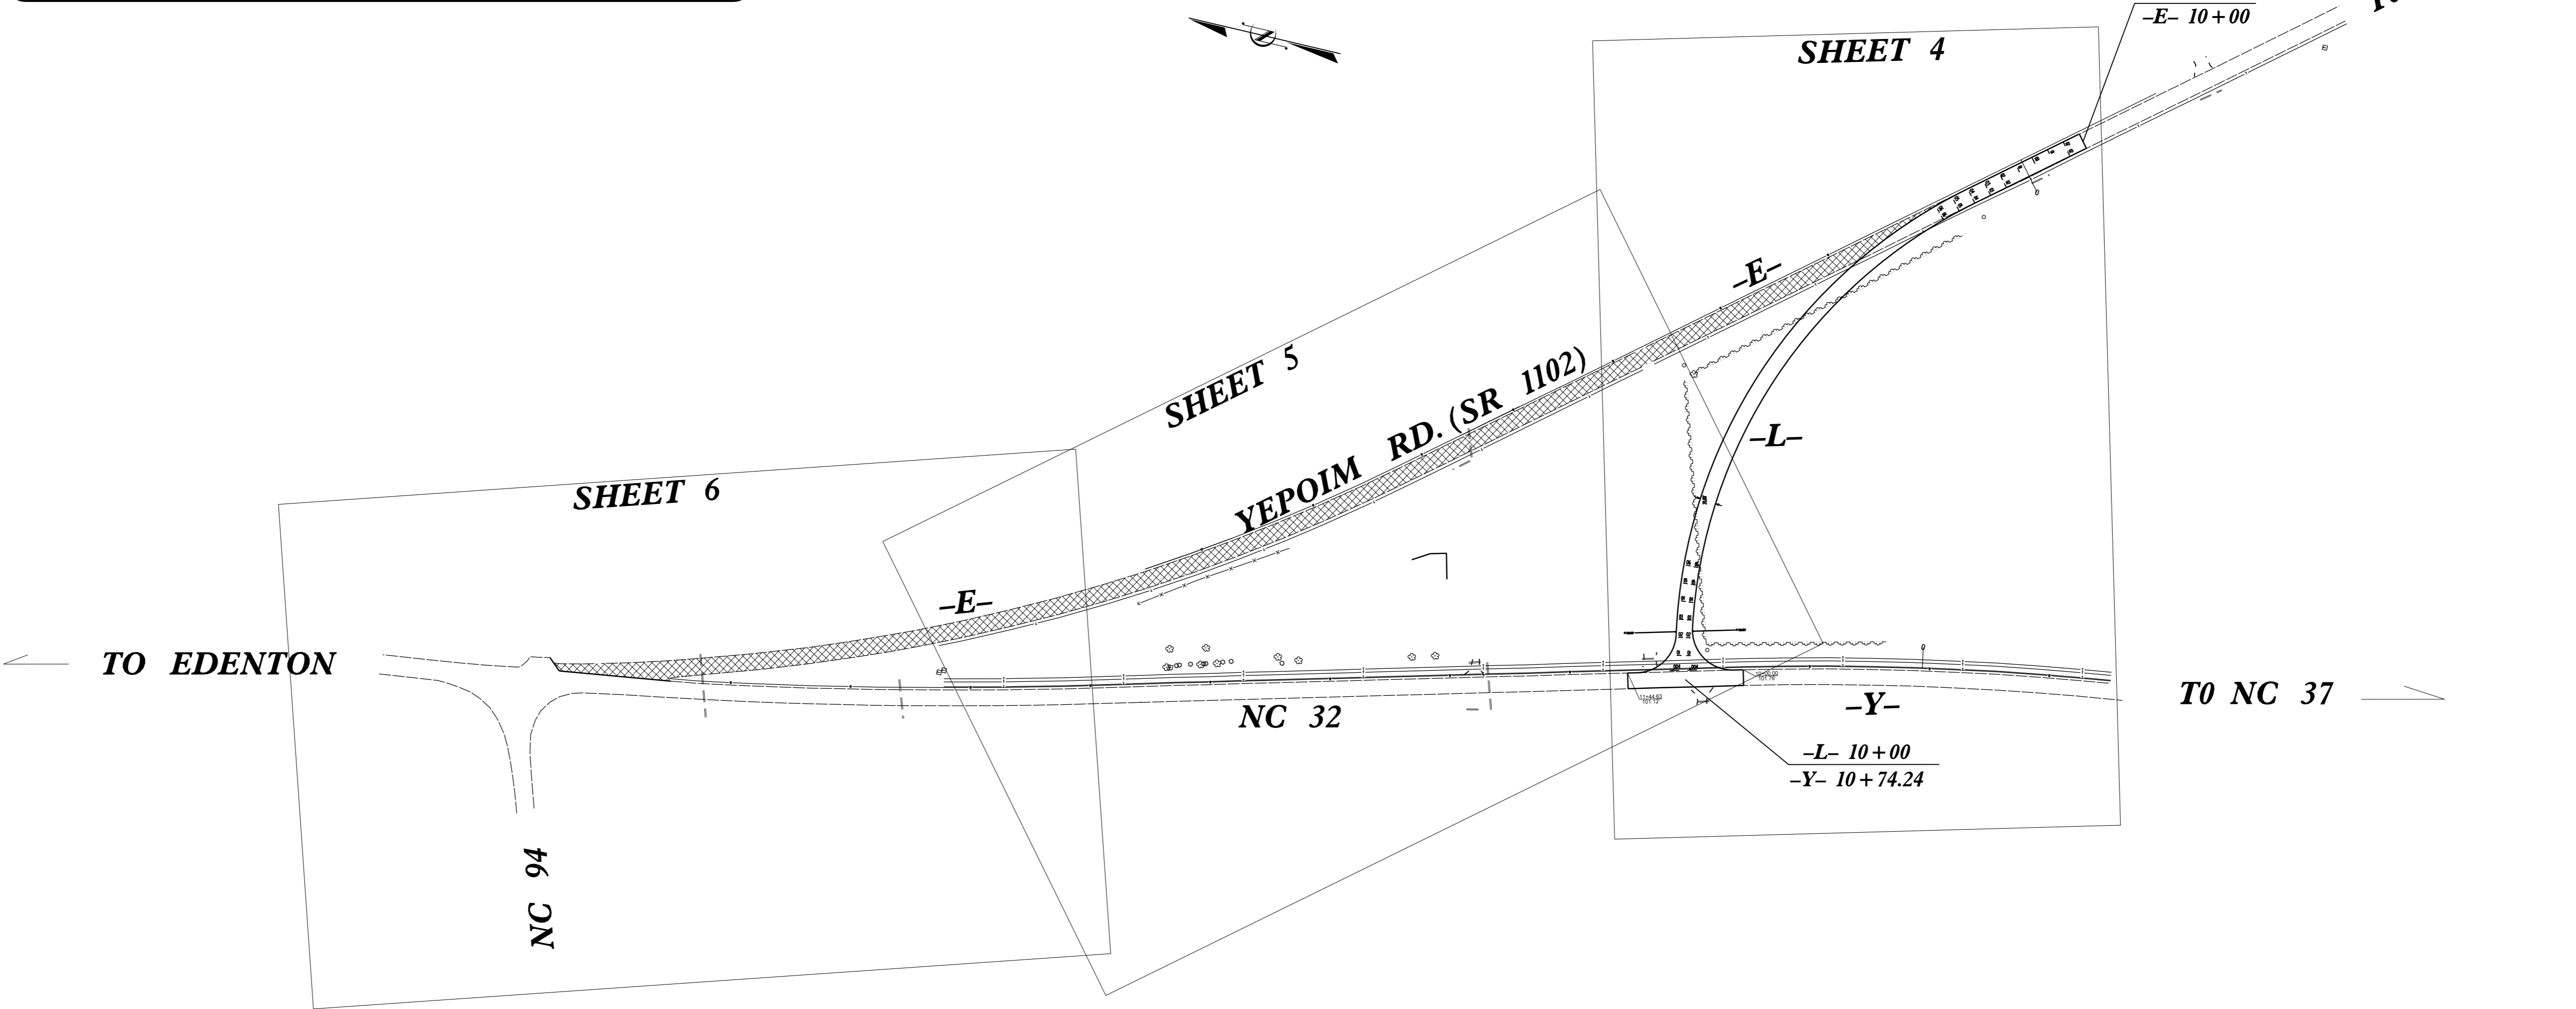 –E– 10+00
SHEET 4
N
–E–
SHEET 5
YEPOIM RD. (SR 1102)
–L–
SHEET 6
–E–
TO EDENTON
T0 NC 37
NC 32
–Y–
–L– 10+00
–Y– 10+74.24
NC 94